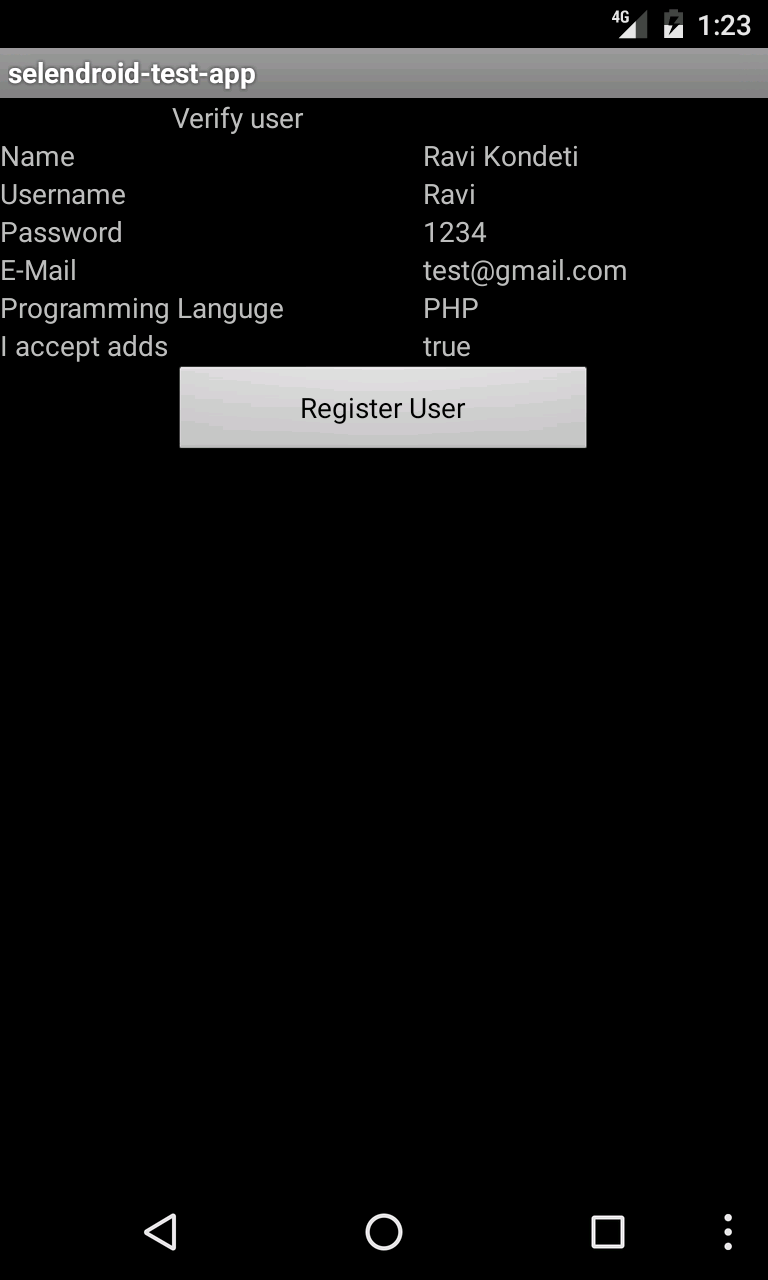 4G 1:23
selendroid-test-app
Verify user
Name Ravi Kondeti
Username Ravi
Password 1234
E-Mail test@gmail.com
Programming Languge PHP
I accept adds true
Register User